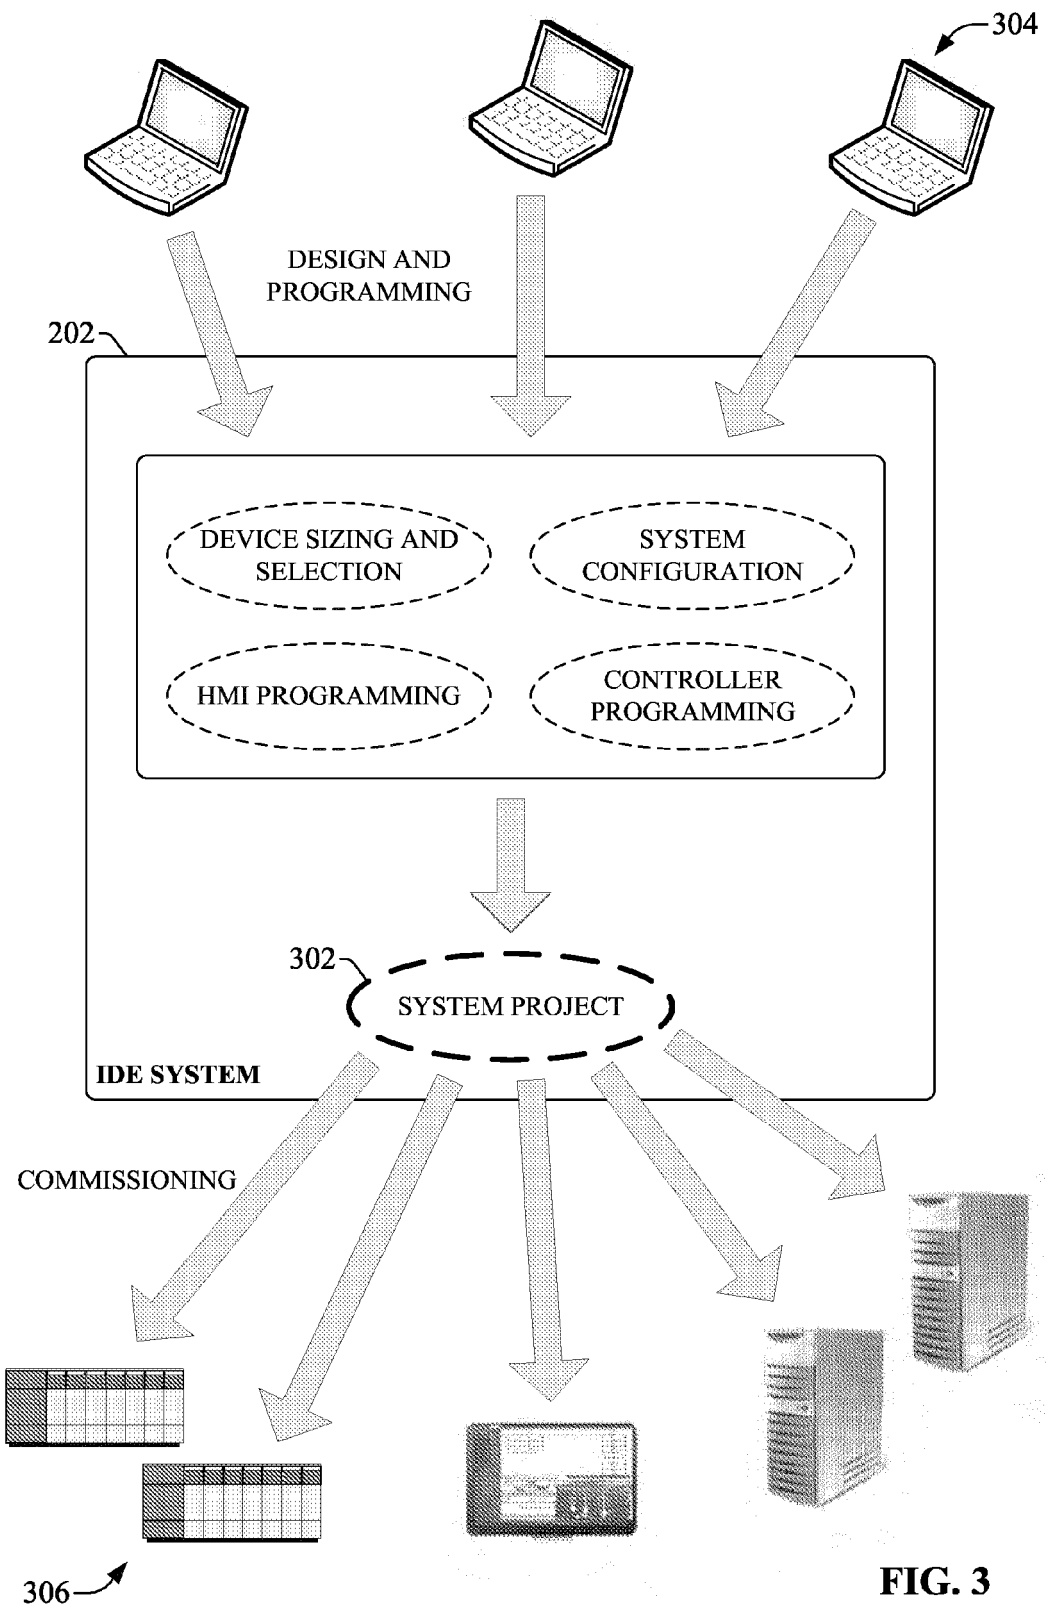 304
DESIGN AND
PROGRAMMING
202
DEVICE SIZING AND
SELECTION
SYSTEM
CONFIGURATION
HMI PROGRAMMING
CONTROLLER
PROGRAMMING
302
SYSTEM PROJECT
IDE SYSTEM
COMMISSIONING
306
FIG. 3